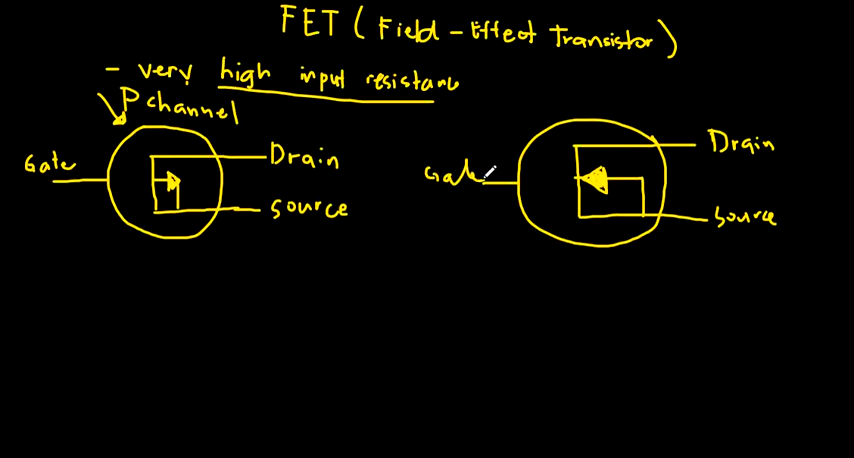 FET (Field-Effect Transistor)
- very high input resistanc
P channel
Gate
Drain
Source
Gate
Drain
Source